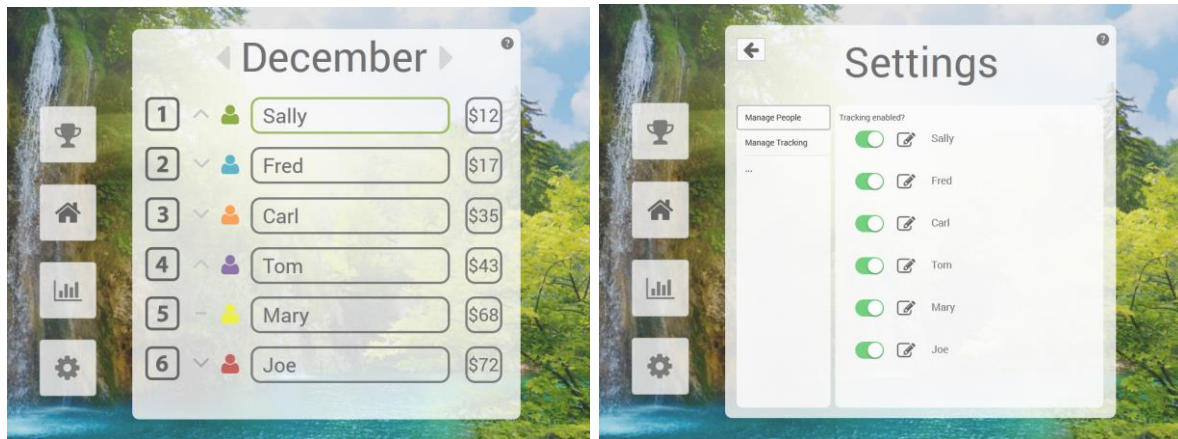 December
?
1 Sally $12
2 Fred $17
3 Carl $35
4 Tom $43
5 Mary $68
6 Joe $72
Settings
?
Manage People
Manage Tracking
...
Tracking enabled?
Sally
Fred
Carl
Tom
Mary
Joe